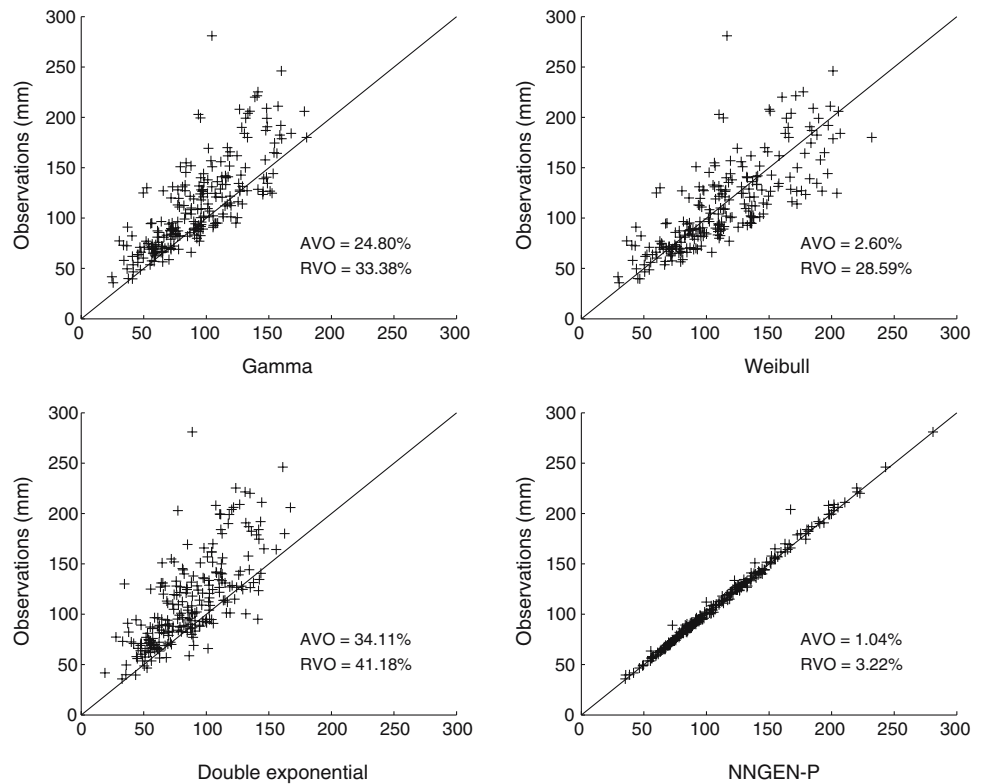 300
250
200
150
100
50
0
Observations (mm)
AVO = 24.80%
RVO = 33.38%
0 50 100 150 200 250 300
Gamma
300
250
200
150
100
50
0
Observations (mm)
AVO = 2.60%
RVO = 28.59%
0 50 100 150 200 250 300
Weibull
300
250
200
150
100
50
0
Observations (mm)
AVO = 34.11%
RVO = 41.18%
0 50 100 150 200 250 300
Double exponential
300
250
200
150
100
50
0
Observations (mm)
AVO = 1.04%
RVO = 3.22%
0 50 100 150 200 250 300
NNGEN-P